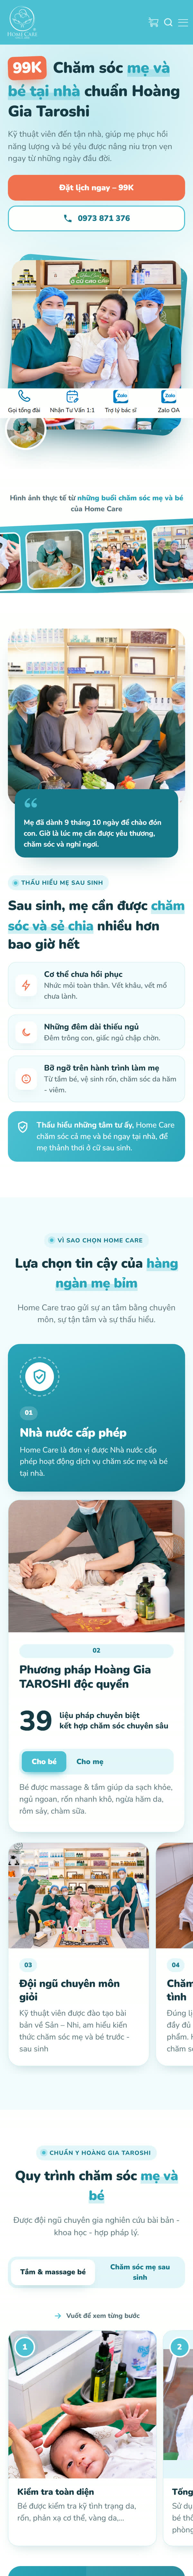 HOME CARE
99K Chăm sóc mẹ và
bé tại nhà chuẩn Hoàng
Gia Taroshi
Kỹ thuật viên đến tận nhà, giúp mẹ phục hồi
năng lượng và bé yêu được nâng niu trọn vẹn
ngay từ những ngày đầu đời.
Đặt lịch ngay – 99K
0973 871 376
Ở CỮ CAO CẤP
Gọi tổng đài
Nhận Tư Vấn 1:1
Zalo
Trợ lý bác sĩ
Zalo
Zalo OA
Hình ảnh thực tế từ những buổi chăm sóc mẹ và bé
của Home Care
Mẹ đã dành 9 tháng 10 ngày để chào đón
con. Giờ là lúc mẹ cần được yêu thương,
chăm sóc và nghỉ ngơi.
THẤU HIỂU MẸ SAU SINH
Sau sinh, mẹ cần được chăm
sóc và sẻ chia nhiều hơn
bao giờ hết
Cơ thể chưa hồi phục
Nhức mỏi toàn thân. Vết khâu, vết mổ
chưa lành.
Những đêm dài thiếu ngủ
Đêm trông con, giấc ngủ chập chờn.
Bỡ ngỡ trên hành trình làm mẹ
Từ tắm bé, vệ sinh rốn, chăm sóc da hăm
- viêm.
Thấu hiểu những tâm tư ấy, Home Care
chăm sóc cả mẹ và bé ngay tại nhà, để
mẹ thảnh thơi ở cữ sau sinh.
VÌ SAO CHỌN HOME CARE
Lựa chọn tin cậy của hàng
ngàn mẹ bỉm
Home Care trao gửi sự an tâm bằng chuyên
môn, sự tận tâm và sự thấu hiểu.
01
Nhà nước cấp phép
Home Care là đơn vị được Nhà nước cấp
phép hoạt động dịch vụ chăm sóc mẹ và bé
tại nhà.
02
Phương pháp Hoàng Gia
TAROSHI độc quyền
39 liệu pháp chuyên biệt
kết hợp chăm sóc chuyên sâu
Cho bé
Cho mẹ
Bé được massage & tắm giúp da sạch khỏe,
ngủ ngoan, rốn nhanh khô, ngừa hăm da,
rôm sảy, chàm sữa.
03
Đội ngũ chuyên môn
giỏi
Kỹ thuật viên được đào tạo bài
bản về Sản – Nhi, am hiểu kiến
thức chăm sóc mẹ và bé trước -
sau sinh
04
Chăm
tình
Đúng li
đầy đủ
phẩm.
chăm s
CHUẨN Y HOÀNG GIA TAROSHI
Quy trình chăm sóc mẹ và
bé
Được đội ngũ chuyên gia nghiên cứu bài bản -
khoa học - hợp pháp lý.
Tắm & massage bé
Chăm sóc mẹ sau
sinh
Vuốt để xem từng bước
1
Kiểm tra toàn diện
Bé được kiểm tra kỹ tình trạng da,
rốn, phản xạ cơ thể, vàng da,...
2
Tổng
Sử dụ
bé thô
phòng